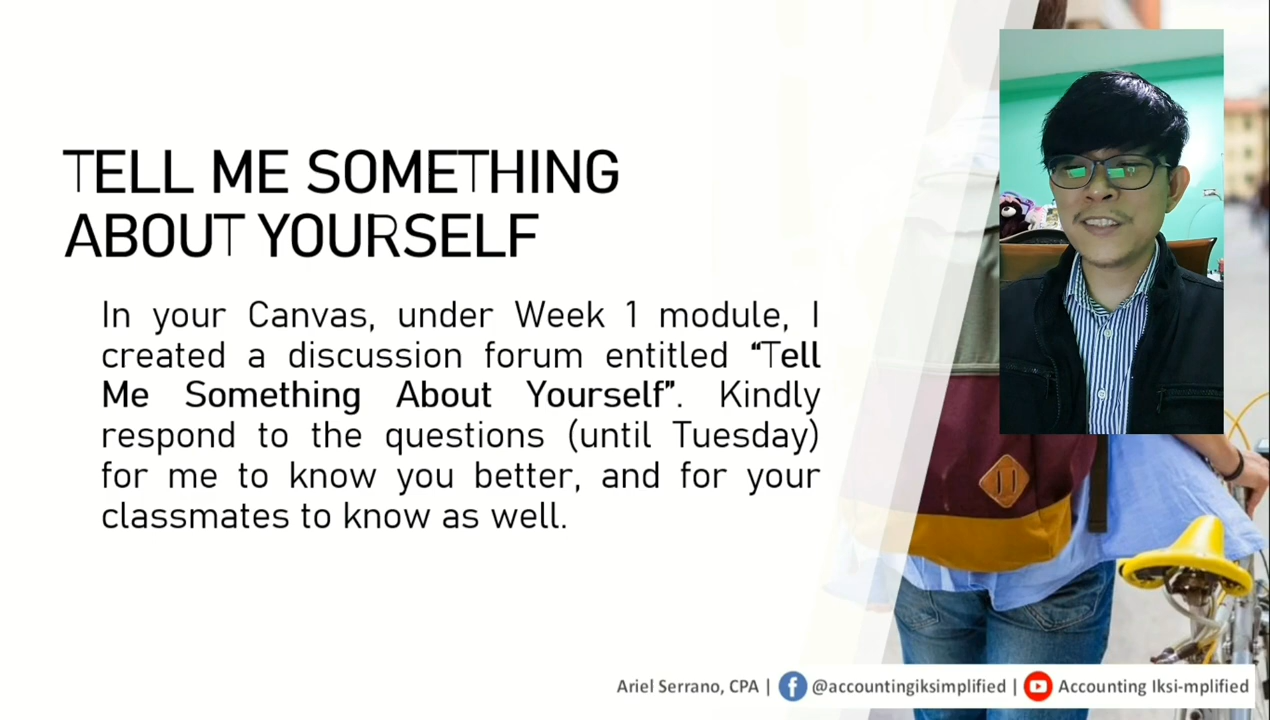 TELL ME SOMETHING
ABOUT YOURSELF
In your Canvas, under Week 1 module, I
created a discussion forum entitled “Tell
Me Something About Yourself”. Kindly
respond to the questions (until Tuesday)
for me to know you better, and for your
classmates to know as well.
Ariel Serrano, CPA | @accountingiksimplified | Accounting Iksi-mplified